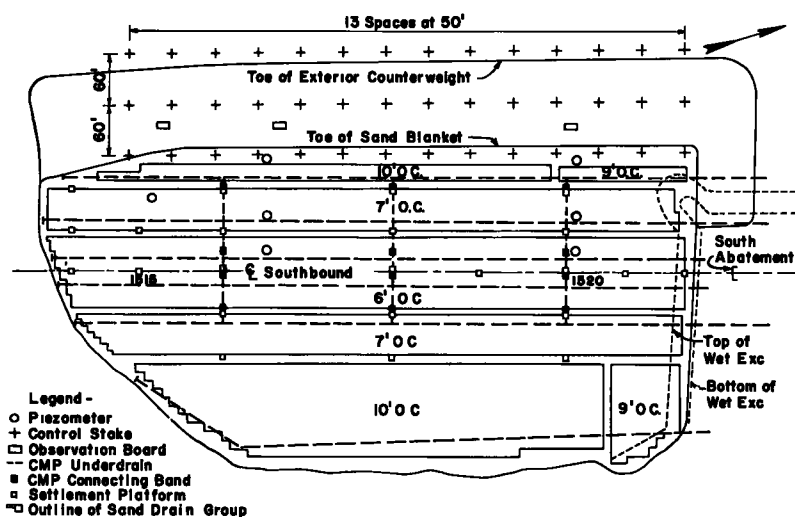 13 Spaces at 50'
60'
60'
Toe of Exterior Counterweight
Toe of Sand Blanket
10' O.C.
9' O.C.
7' O.C.
1515
℄ Southbound
1520
South
Abatement
6' O C
7' O C
Top of
Wet Exc
Bottom of
Wet Exc
10' O C
9' O C.
Legend -
Piezometer
Control Stake
Observation Board
CMP Underdrain
CMP Connecting Band
Settlement Platform
Outline of Sand Drain Group